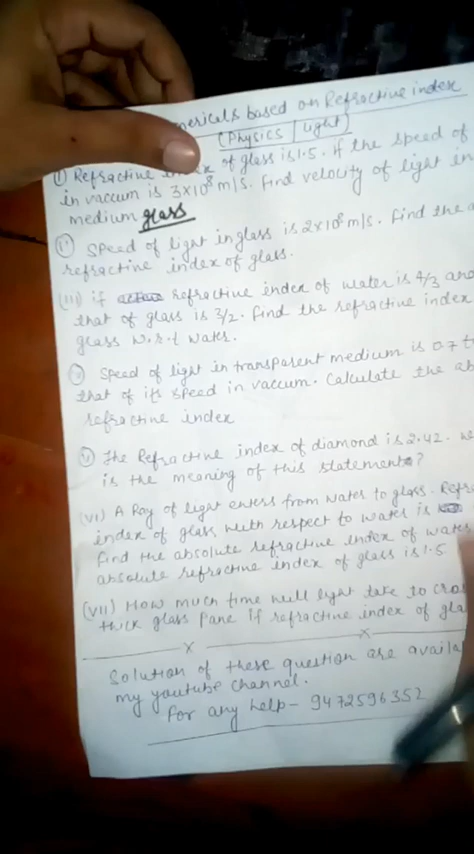 based on Refractive index
(Physics / Light)
(i) Refractive of glass is 1.5. if the speed of
in vaccum is 3×10⁸ m/s. Find velocity of light in
medium glass
(ii) speed of light in glass is 2×10⁸ m/s. Find the
refractive index of glass.
(iii) if refractive index of water is 4/3 and
that of glass is 3/2. Find the refractive index
glass w.r.t water.
speed of light in transparent medium is 0.7
that of its speed in vaccum. Calculate the
refractive index
(v) The Refractive index of diamond is 2.42.
is the meaning of this statement?
(vi) A Ray of light enters from water to glass.
index of glass with respect to water is
Find the absolute refractive index of water
absolute refractive index of glass is 1.5
(vii) How much time will light take to
thick glass pane if refractive index of
x x
Solution of these question are
my youtube channel.
For any help- 9472596352